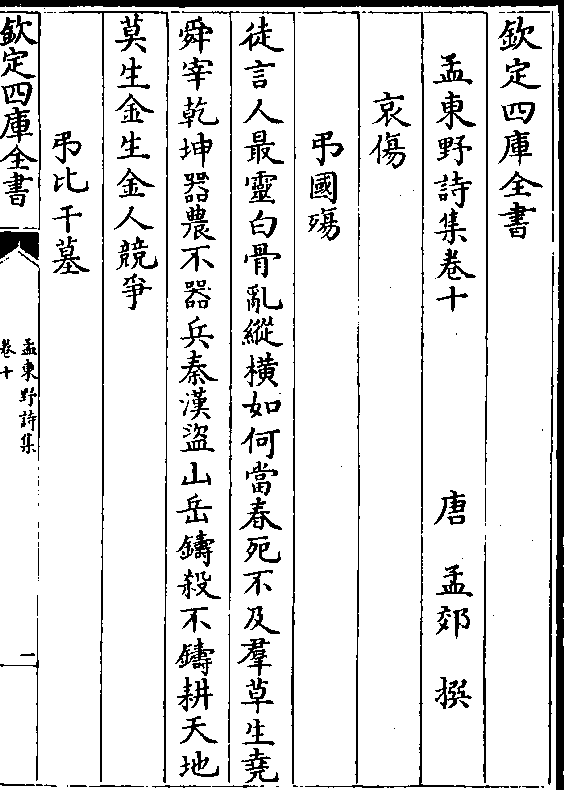 欽定四庫全書
孟東野詩集卷十　唐　孟郊　撰
哀傷
弔國殤
徒言人最靈白骨亂縱橫如何當春死不及羣草生堯
舜宰乾坤器農不器兵秦漢盜山岳鑄殺不鑄耕天地
莫生金生金人競爭
弔比干墓
欽定四庫全書
孟東野詩集
卷十
一